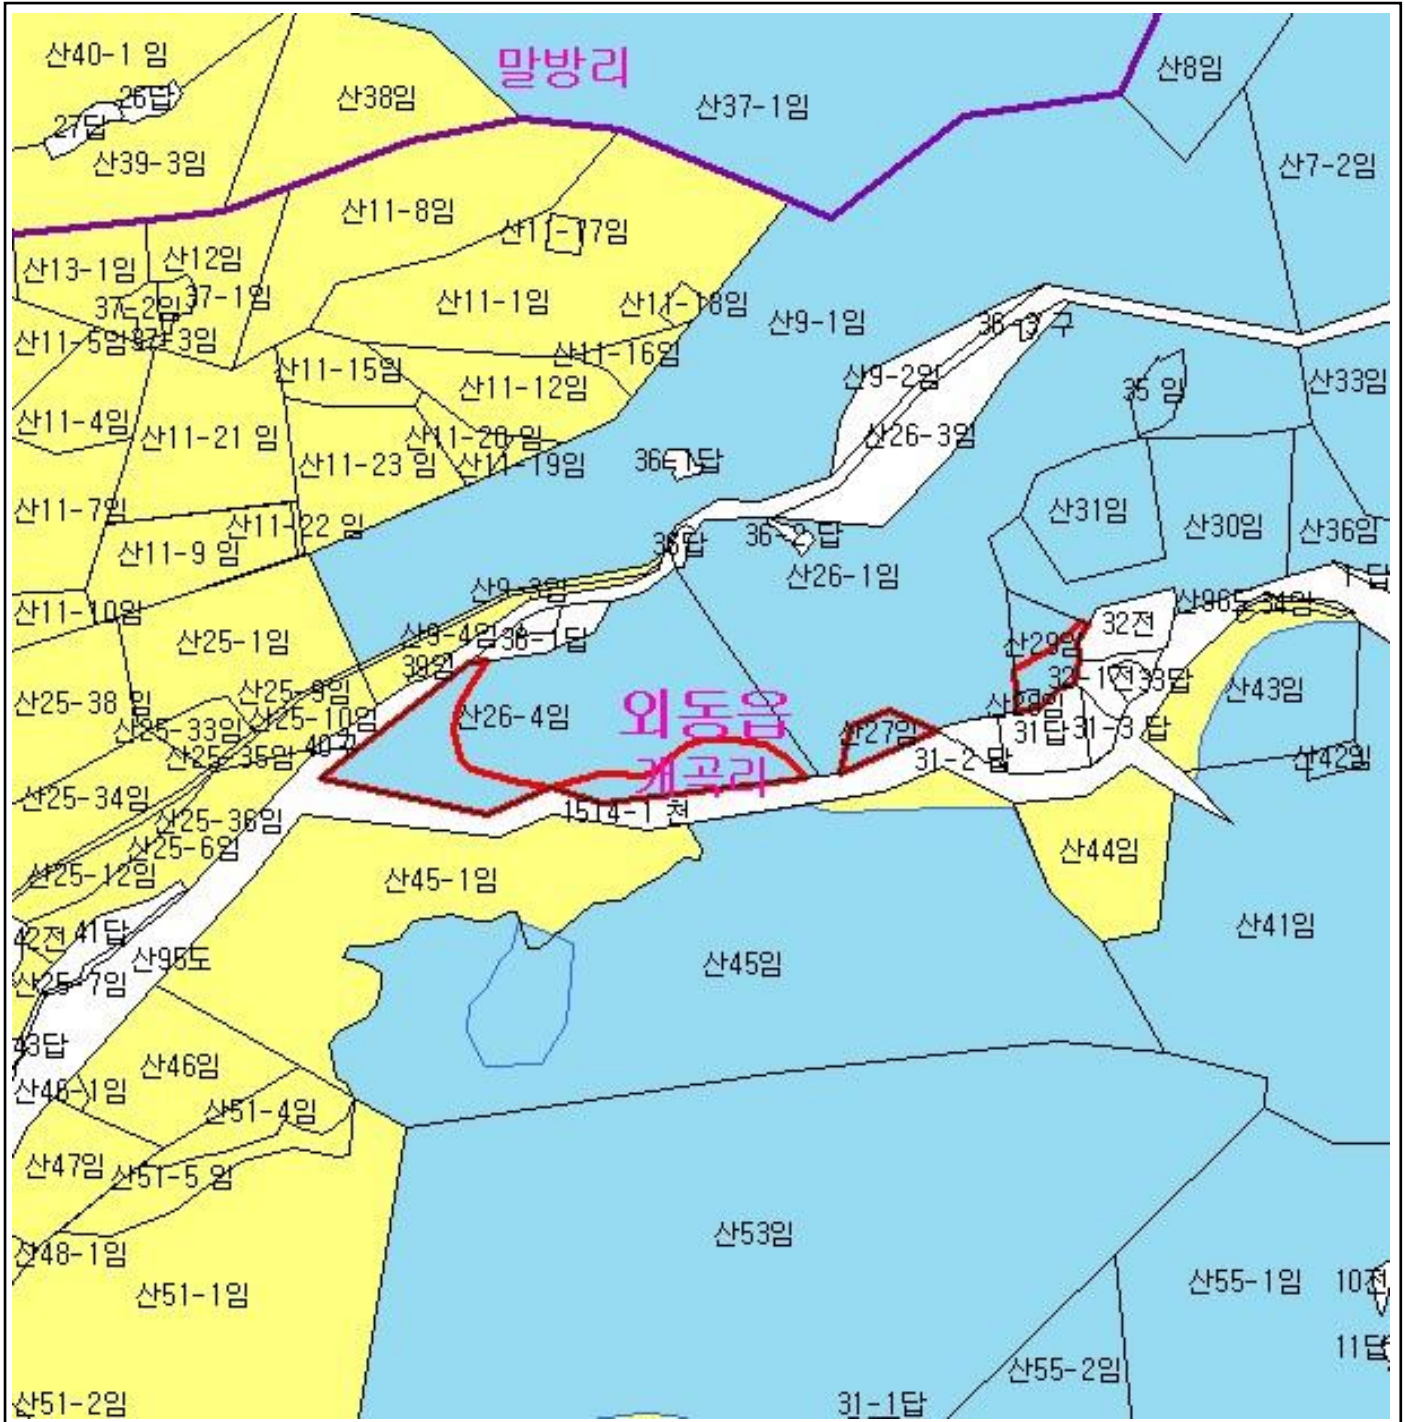 산40-1 임
말방리
산8임
26답
산38임
산37-1임
27답
산39-3임
산7-2임
산11-8임
산11-17임
산12임
산13-1임
37-2임
37-1임
산11-1임
산11-18임
산9-1임
36-3 구
산11-5임
37-3임
산11-16임
산11-15임
산11-12임
산9-2임
35 임
산33임
산11-4임
산11-21 임
산11-20 임
산26-3임
산11-23 임
산11-19임
36-1답
산11-7임
산11-22 임
산31임
산30임
산36임
산11-9 임
36답
36-2 답
산26-1임
1 답
산11-10임
산9-3임
산96도
34임
산25-1임
산9-4임
38-1답
산29임
32전
39임
32-1전
33답
산25-38 임
산25-9임
산43임
산25-33임
산25-10임
산26-4임
외동읍
산28임
산27임
31답
31-3 답
산25-35임
31-2 답
산42임
개곡리
산25-34임
1514-1 천
산25-36임
산25-6임
산44임
산25-12임
산45-1임
42전
41답
산41임
산95도
산45임
산25-7임
43답
산46임
산46-1임
산51-4임
산47임
산51-5 임
산53임
산48-1임
산51-1임
산55-1임
10전
11답
산55-2임
산51-2임
31-1답